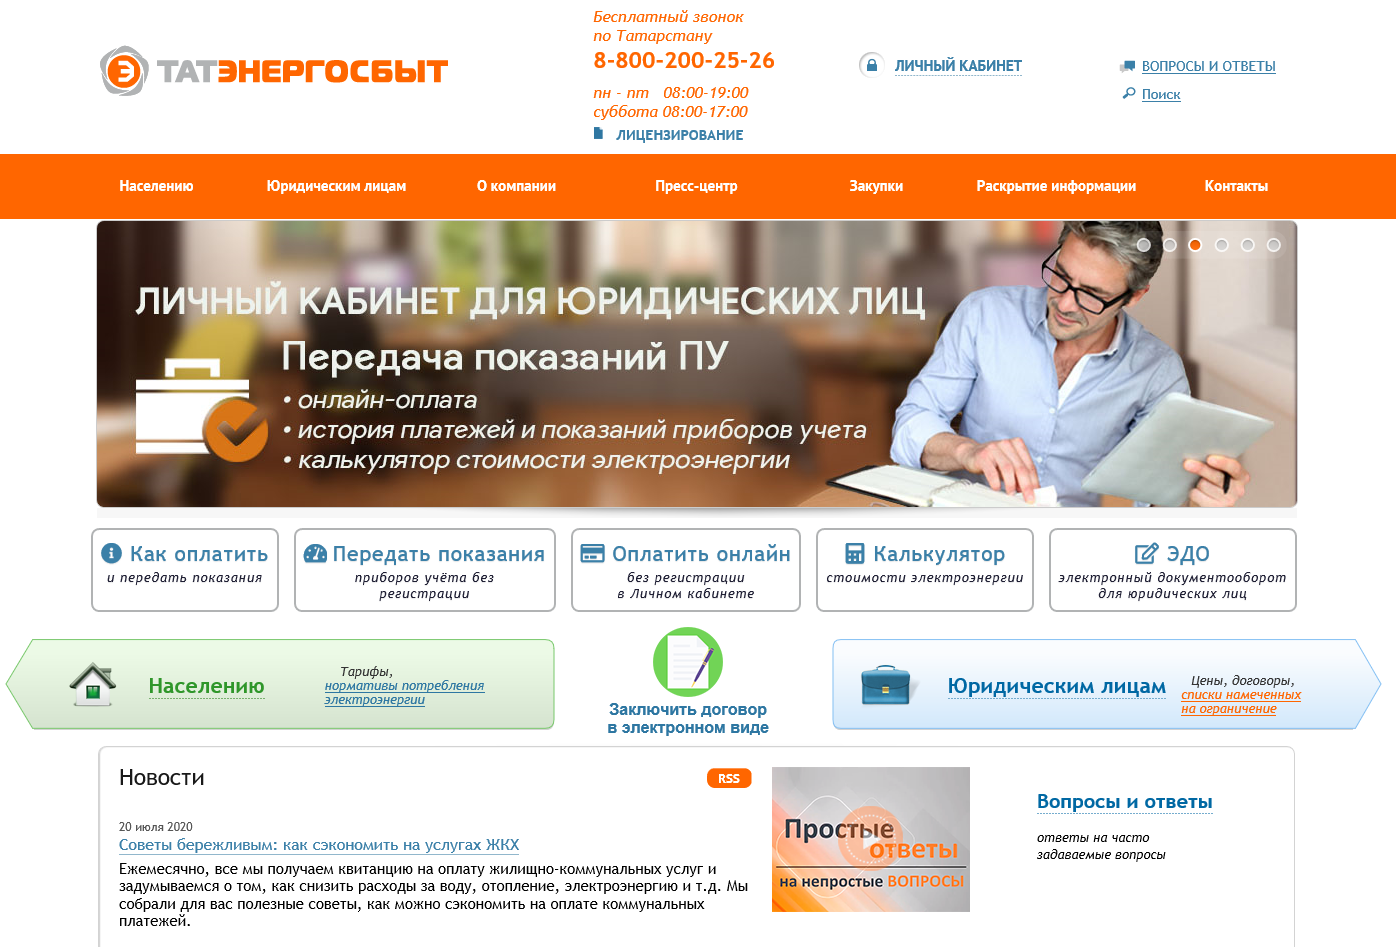 ТАТЭНЕРГОСБЫТ
Бесплатный звонок
по Татарстану
8-800-200-25-26
пн - пт 08:00-19:00
суббота 08:00-17:00
ЛИЦЕНЗИРОВАНИЕ
ЛИЧНЫЙ КАБИНЕТ
ВОПРОСЫ И ОТВЕТЫ
Поиск
Населению Юридическим лицам О компании Пресс-центр Закупки Раскрытие информации Контакты
ЛИЧНЫЙ КАБИНЕТ ДЛЯ ЮРИДИЧЕСКИХ ЛИЦ
Передача показаний ПУ
• онлайн-оплата
• история платежей и показаний приборов учета
• калькулятор стоимости электроэнергии
Как оплатить
и передать показания
Передать показания
приборов учёта без
регистрации
Оплатить онлайн
без регистрации
в Личном кабинете
Калькулятор
стоимости электроэнергии
ЭДО
электронный документооборот
для юридических лиц
Населению
Тарифы,
нормативы потребления
электроэнергии
Заключить договор
в электронном виде
Юридическим лицам
Цены, договоры,
списки намеченных
на ограничение
Новости
RSS
20 июля 2020
Советы бережливым: как сэкономить на услугах ЖКХ
Ежемесячно, все мы получаем квитанцию на оплату жилищно-коммунальных услуг и
задумываемся о том, как снизить расходы за воду, отопление, электроэнергию и т.д. Мы
собрали для вас полезные советы, как можно сэкономить на оплате коммунальных
платежей.
Простые
ответы
на непростые ВОПРОСЫ
Вопросы и ответы
ответы на часто
задаваемые вопросы